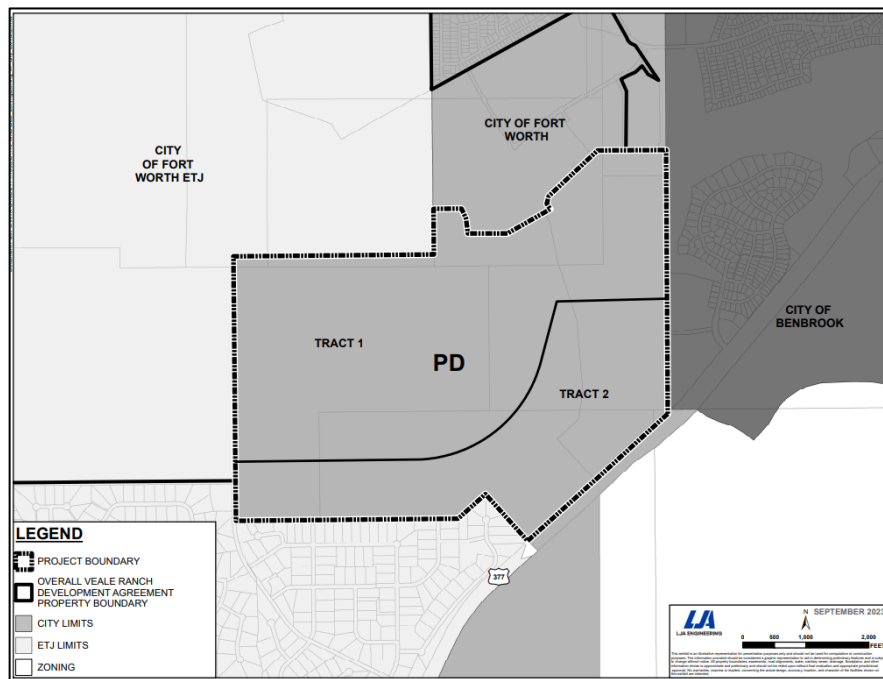 CITY OF FORT
WORTH
CITY
OF FORT
WORTH ETJ
CITY OF
BENBROOK
TRACT 1
PD
TRACT 2
377
LEGEND
PROJECT BOUNDARY
OVERALL VEALE RANCH
DEVELOPMENT AGREEMENT
PROPERTY BOUNDARY
CITY LIMITS
ETJ LIMITS
ZONING
LJA
LJA ENGINEERING
N
SEPTEMBER 2023
0 500 1,000 2,000
FEET